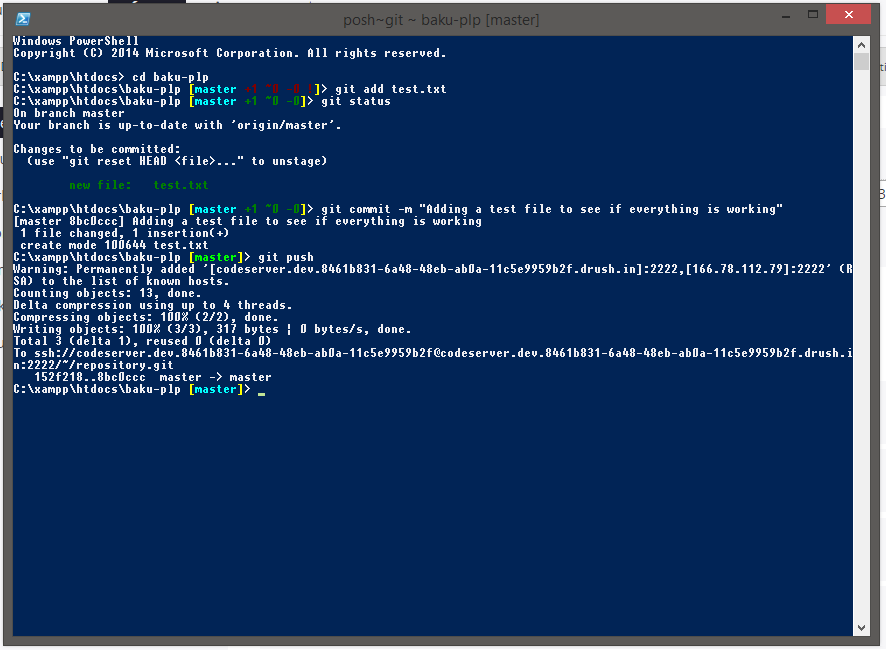 posh~git ~ baku-plp [master]
Windows PowerShell
Copyright (C) 2014 Microsoft Corporation. All rights reserved.
C:\xampp\htdocs> cd baku-plp
C:\xampp\htdocs\baku-plp [master +1 ~0 -0 !]> git add test.txt
C:\xampp\htdocs\baku-plp [master +1 ~0 -0]> git status
On branch master
Your branch is up-to-date with 'origin/master'.
Changes to be committed:
  (use "git reset HEAD <file>..." to unstage)
        new file:   test.txt
C:\xampp\htdocs\baku-plp [master +1 ~0 -0]> git commit -m "Adding a test file to see if everything is working"
[master 8bc0ccc] Adding a test file to see if everything is working
 1 file changed, 1 insertion(+)
 create mode 100644 test.txt
C:\xampp\htdocs\baku-plp [master]> git push
Warning: Permanently added '[codeserver.dev.8461b831-6a48-48eb-ab0a-11c5e9959b2f.drush.in]:2222,[166.78.112.79]:2222' (R
SA) to the list of known hosts.
Counting objects: 13, done.
Delta compression using up to 4 threads.
Compressing objects: 100% (2/2), done.
Writing objects: 100% (3/3), 317 bytes | 0 bytes/s, done.
Total 3 (delta 1), reused 0 (delta 0)
To ssh://codeserver.dev.8461b831-6a48-48eb-ab0a-11c5e9959b2f@codeserver.dev.8461b831-6a48-48eb-ab0a-11c5e9959b2f.drush.i
n:2222/~/repository.git
   152f218..8bc0ccc  master -> master
C:\xampp\htdocs\baku-plp [master]>